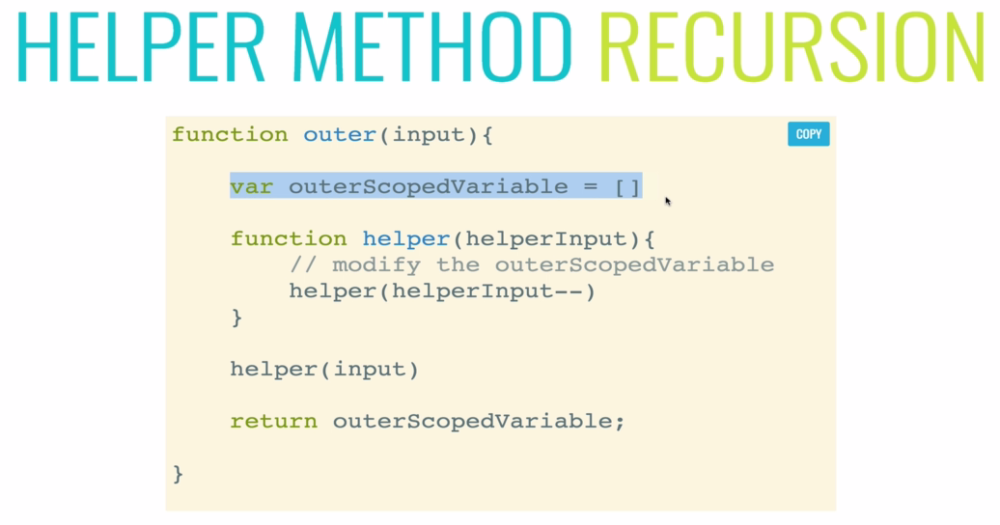 HELPER METHOD RECURSION
function outer(input){
COPY
var outerScopedVariable = []
function helper(helperInput){
// modify the outerScopedVariable
helper(helperInput--)
}
helper(input)
return outerScopedVariable;
}